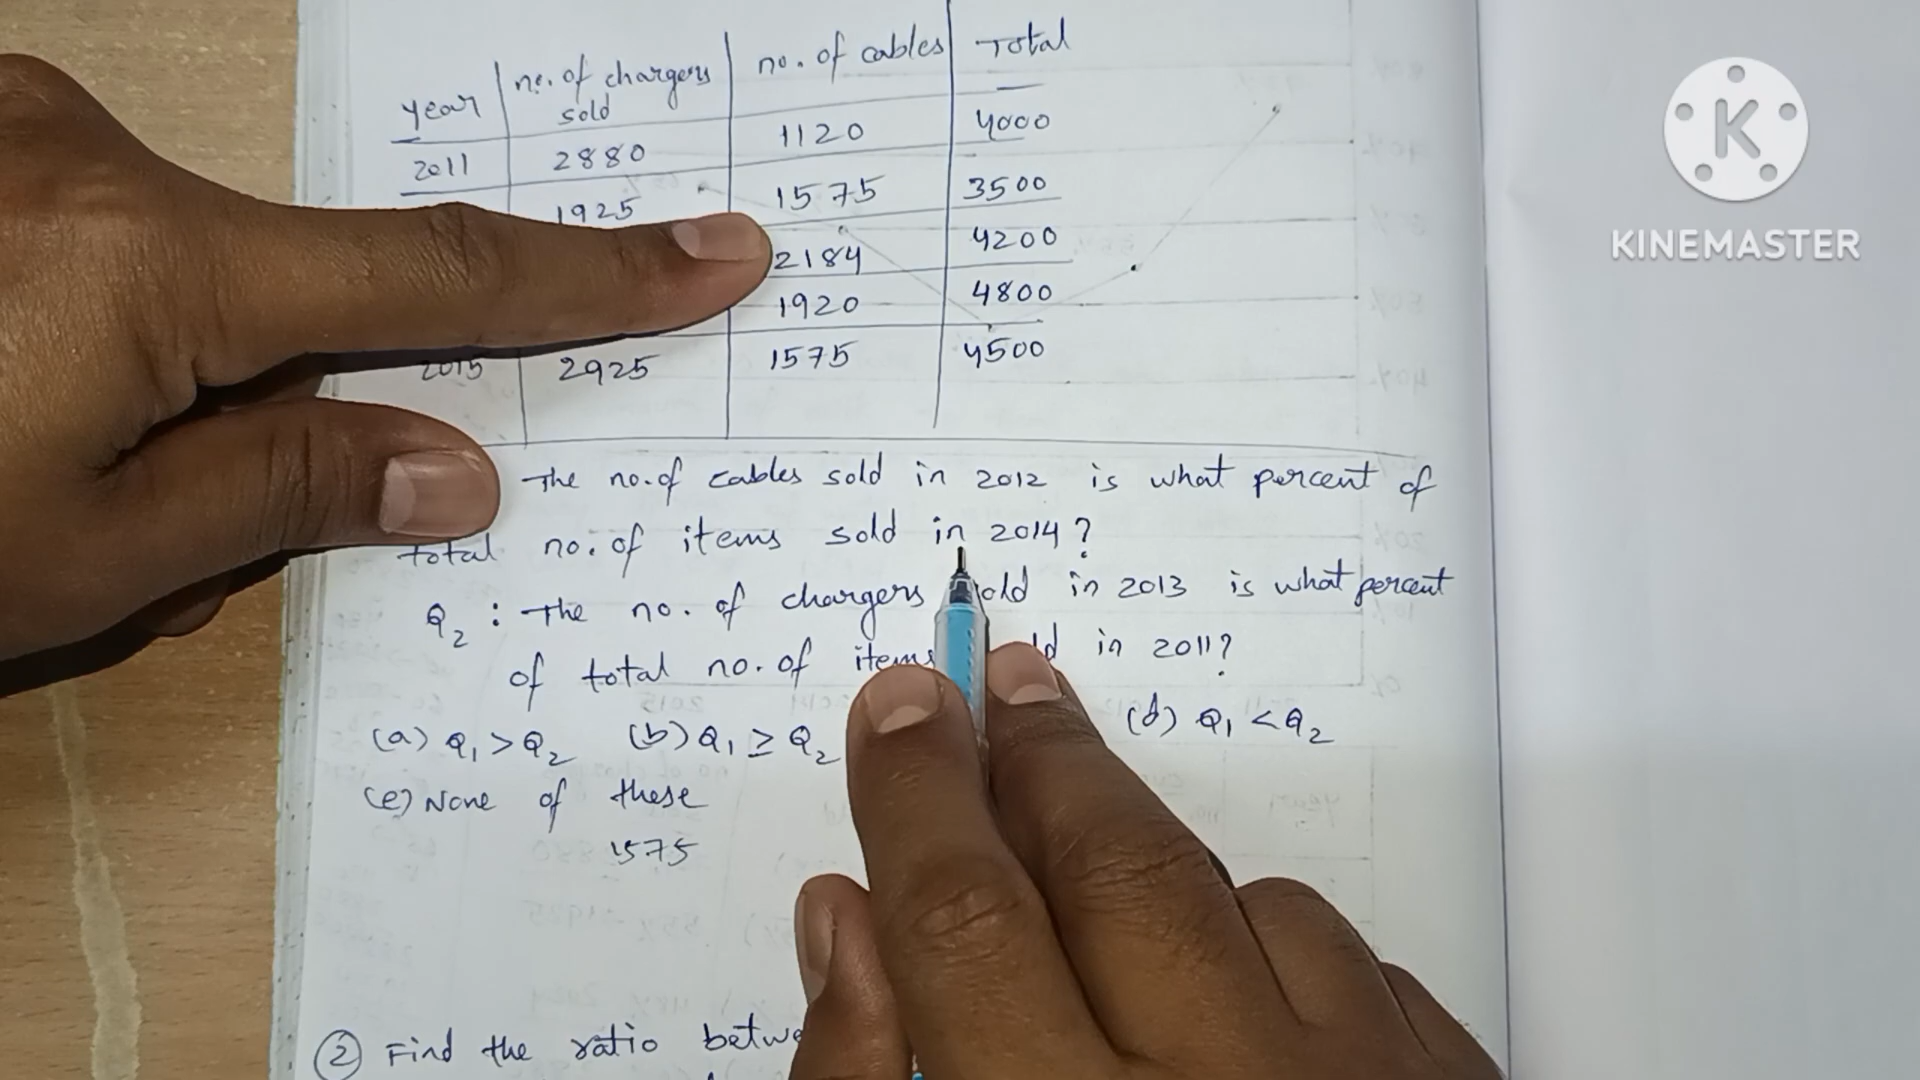 year | no. of chargers sold | no. of cables | Total
2011 | 2880 | 1120 | 4000
1925 | 1575 | 3500
2184 | 4200
1920 | 4800
2015 | 2925 | 1575 | 4500
The no. of cables sold in 2012 is what percent of
total no. of items sold in 2014?
Q2 : The no. of chargers sold in 2013 is what percent
of total no. of items in 2011?
(a) Q1 > Q2 (b) Q1 ≥ Q2 (d) Q1 < Q2
(e) None of these
1575
② Find the ratio
K
KINEMASTER